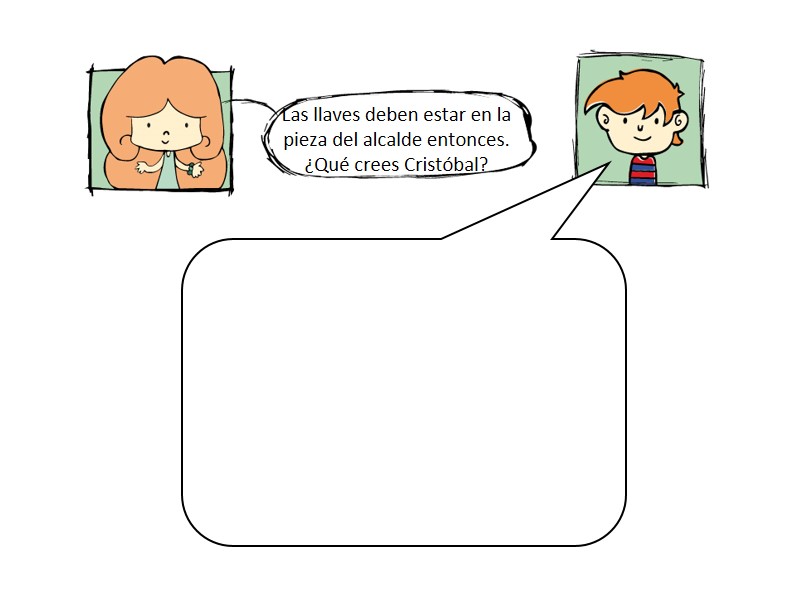 Las llaves deben estar en la
pieza del alcalde entonces.
¿Qué crees Cristóbal?